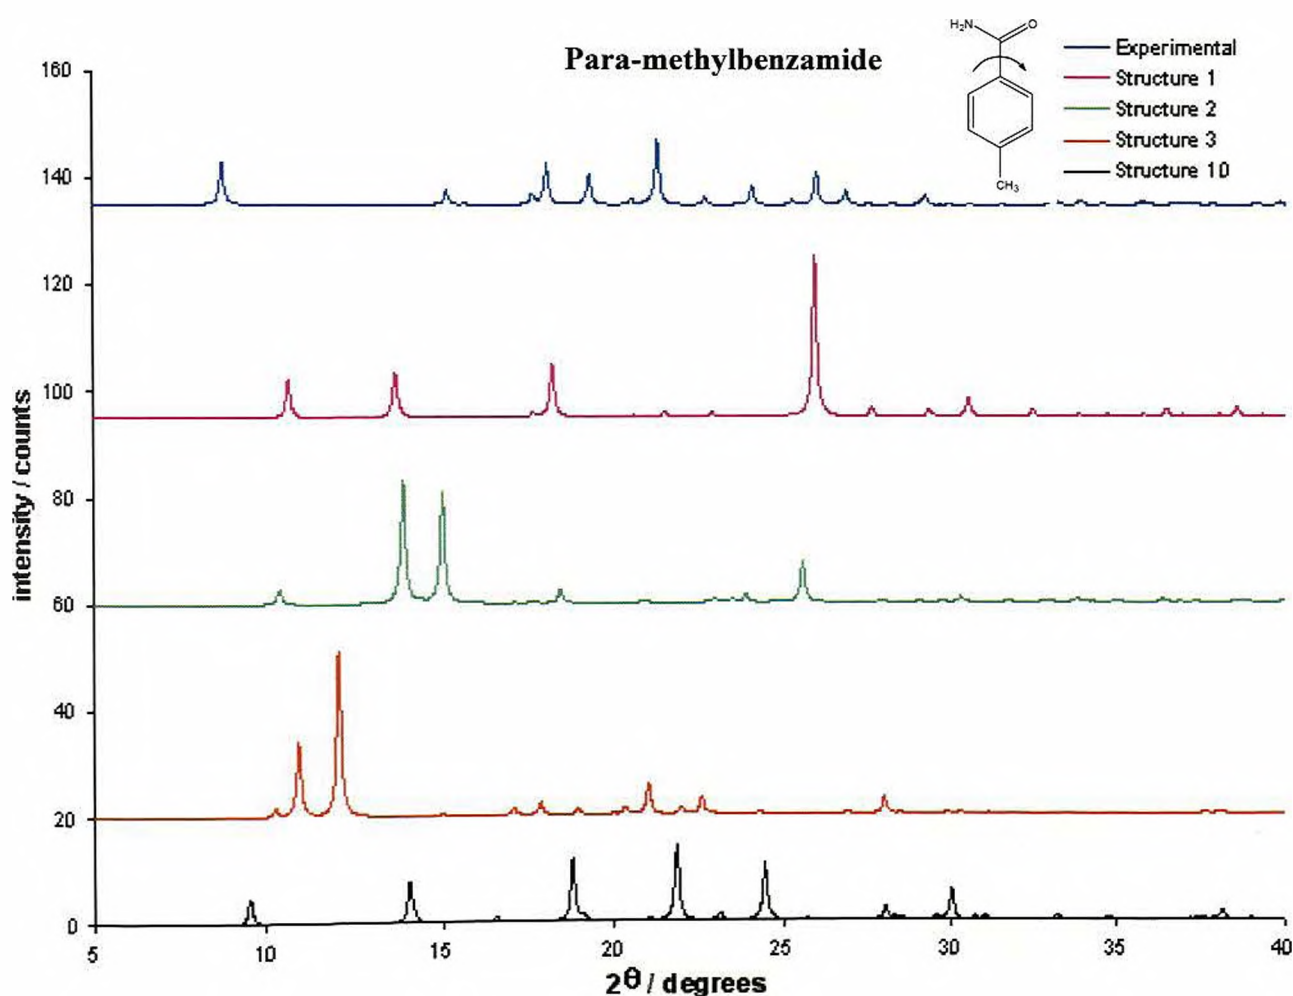 Para-methylbenzamide
H₂N
O
CH₃
Experimental
Structure 1
Structure 2
Structure 3
Structure 10
160
140
120
100
80
60
40
20
0
intensity / counts
5
10
15
20
25
30
35
40
2θ / degrees